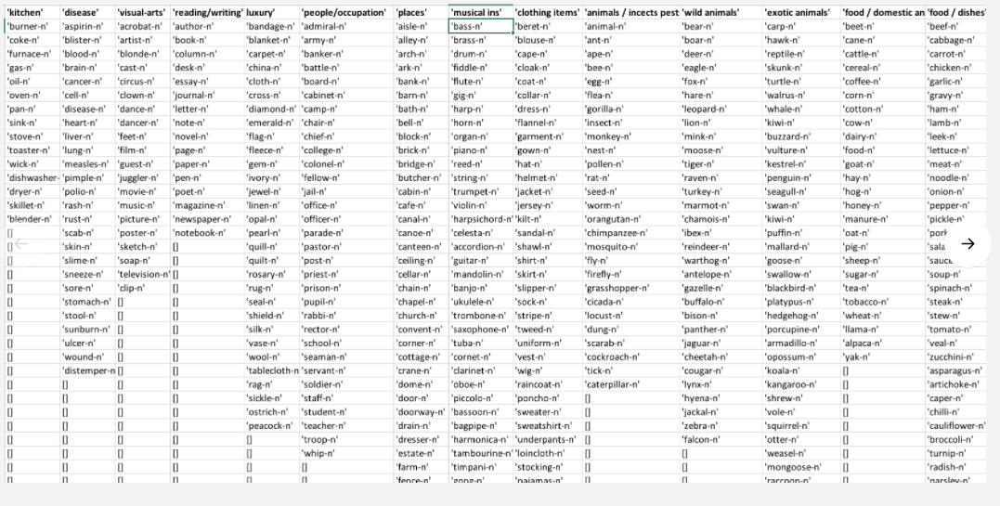 'kitchen' 'disease' 'visual-arts' 'reading/writing' luxury' 'people/occupation' 'places' 'musical ins' 'clothing items' 'animals / insects pest 'wild animals' 'exotic animals' 'food / domestic an 'food / dishes'
'burner-n' 'aspirin-n' 'acrobat-n' 'author-n' 'bandage-n' 'admiral-n' 'aisle-n' 'bass-n' 'beret-n' 'animal-n' 'bear-n' 'carp-n' 'beet-n' 'beef-n'
'coke-n' 'blister-n' 'artist-n' 'book-n' 'blanket-n' 'army-n' 'alley-n' 'brass-n' 'blouse-n' 'ant-n' 'boar-n' 'hawk-n' 'cane-n' 'cabbage-n'
'furnace-n' 'blood-n' 'blonde-n' 'column-n' 'carpet-n' 'banker-n' 'arch-n' 'drum-n' 'cape-n' 'ape-n' 'deer-n' 'reptile-n' 'cattle-n' 'carrot-n'
'gas-n' 'brain-n' 'cast-n' 'desk-n' 'china-n' 'battle-n' 'ark-n' 'fiddle-n' 'cloak-n' 'bee-n' 'eagle-n' 'skunk-n' 'cereal-n' 'chicken-n'
'oil-n' 'cancer-n' 'circus-n' 'essay-n' 'cloth-n' 'board-n' 'bank-n' 'flute-n' 'coat-n' 'egg-n' 'fox-n' 'turtle-n' 'coffee-n' 'garlic-n'
'oven-n' 'cell-n' 'clown-n' 'journal-n' 'cross-n' 'cabinet-n' 'barn-n' 'gig-n' 'collar-n' 'flea-n' 'hare-n' 'walrus-n' 'corn-n' 'gravy-n'
'pan-n' 'disease-n' 'dance-n' 'letter-n' 'diamond-n' 'camp-n' 'bath-n' 'harp-n' 'dress-n' 'gorilla-n' 'leopard-n' 'whale-n' 'cotton-n' 'ham-n'
'sink-n' 'heart-n' 'dancer-n' 'note-n' 'emerald-n' 'chair-n' 'bell-n' 'horn-n' 'flannel-n' 'insect-n' 'lion-n' 'kiwi-n' 'cow-n' 'lamb-n'
'stove-n' 'liver-n' 'feet-n' 'novel-n' 'flag-n' 'chief-n' 'block-n' 'organ-n' 'garment-n' 'monkey-n' 'mink-n' 'buzzard-n' 'dairy-n' 'leek-n'
'toaster-n' 'lung-n' 'film-n' 'page-n' 'fleece-n' 'college-n' 'brick-n' 'piano-n' 'gown-n' 'nest-n' 'moose-n' 'vulture-n' 'food-n' 'lettuce-n'
'wick-n' 'measles-n' 'guest-n' 'paper-n' 'gem-n' 'colonel-n' 'bridge-n' 'reed-n' 'hat-n' 'pollen-n' 'tiger-n' 'kestrel-n' 'goat-n' 'meat-n'
'dishwasher- 'pimple-n' 'juggler-n' 'pen-n' 'ivory-n' 'fellow-n' 'butcher-n' 'string-n' 'helmet-n' 'rat-n' 'raven-n' 'penguin-n' 'hay-n' 'noodle-n'
'dryer-n' 'polio-n' 'movie-n' 'poet-n' 'jewel-n' 'jail-n' 'cabin-n' 'trumpet-n' 'jacket-n' 'seed-n' 'turkey-n' 'seagull-n' 'hog-n' 'onion-n'
'skillet-n' 'rash-n' 'music-n' 'magazine-n' 'linen-n' 'office-n' 'cafe-n' 'violin-n' 'jersey-n' 'worm-n' 'marmot-n' 'swan-n' 'honey-n' 'pepper-n'
'blender-n' 'rust-n' 'picture-n' 'newspaper-n' 'opal-n' 'officer-n' 'canal-n' 'harpsichord-n' 'kilt-n' 'orangutan-n' 'chamois-n' 'kiwi-n' 'manure-n' 'pickle-n'
[] 'scab-n' 'poster-n' 'notebook-n' 'pearl-n' 'parade-n' 'canoe-n' 'celesta-n' 'sandal-n' 'chimpanzee-n' 'ibex-n' 'puffin-n' 'oat-n' 'pork
[] 'skin-n' 'sketch-n' [] 'quill-n' 'pastor-n' 'canteen-n' 'accordion-n' 'shawl-n' 'mosquito-n' 'reindeer-n' 'mallard-n' 'pig-n' 'sala
[] 'slime-n' 'soap-n' [] 'quilt-n' 'post-n' 'ceiling-n' 'guitar-n' 'shirt-n' 'fly-n' 'warthog-n' 'goose-n' 'sheep-n' 'sauce
[] 'sneeze-n' 'television-n' [] 'rosary-n' 'priest-n' 'cellar-n' 'mandolin-n' 'skirt-n' 'firefly-n' 'antelope-n' 'swallow-n' 'sugar-n' 'soup-n'
[] 'sore-n' 'clip-n' [] 'rug-n' 'prison-n' 'chain-n' 'banjo-n' 'slipper-n' 'grasshopper-n' 'gazelle-n' 'blackbird-n' 'tea-n' 'spinach-n'
[] 'stomach-n' [] [] 'seal-n' 'pupil-n' 'chapel-n' 'ukulele-n' 'sock-n' 'cicada-n' 'buffalo-n' 'platypus-n' 'tobacco-n' 'steak-n'
[] 'stool-n' [] [] 'shield-n' 'rabbi-n' 'church-n' 'trombone-n' 'stripe-n' 'locust-n' 'bison-n' 'hedgehog-n' 'wheat-n' 'stew-n'
[] 'sunburn-n' [] [] 'silk-n' 'rector-n' 'convent-n' 'saxophone-n' 'tweed-n' 'dung-n' 'panther-n' 'porcupine-n' 'llama-n' 'tomato-n'
[] 'ulcer-n' [] [] 'vase-n' 'school-n' 'corner-n' 'tuba-n' 'uniform-n' 'scarab-n' 'jaguar-n' 'armadillo-n' 'alpaca-n' 'veal-n'
[] 'wound-n' [] [] 'wool-n' 'seaman-n' 'cottage-n' 'cornet-n' 'vest-n' 'cockroach-n' 'cheetah-n' 'opossum-n' 'yak-n' 'zucchini-n'
[] 'distemper-n [] [] 'tablecloth-n 'servant-n' 'crane-n' 'clarinet-n' 'wig-n' 'tick-n' 'cougar-n' 'koala-n' [] 'asparagus-n'
[] [] [] [] 'rag-n' 'soldier-n' 'dome-n' 'oboe-n' 'raincoat-n' 'caterpillar-n' 'lynx-n' 'kangaroo-n' [] 'artichoke-n'
[] [] [] [] 'sickle-n' 'staff-n' 'door-n' 'piccolo-n' 'poncho-n' [] 'hyena-n' 'shrew-n' [] 'caper-n'
[] [] [] [] 'ostrich-n' 'student-n' 'doorway-n' 'bassoon-n' 'sweater-n' [] 'jackal-n' 'vole-n' [] 'chilli-n'
[] [] [] [] 'peacock-n' 'teacher-n' 'drain-n' 'bagpipe-n' 'sweatshirt-n' [] 'zebra-n' 'squirrel-n' [] 'cauliflower-n'
[] [] [] [] [] 'troop-n' 'dresser-n' 'harmonica-n' 'underpants-n' [] 'falcon-n' 'otter-n' [] 'broccoli-n'
[] [] [] [] [] 'whip-n' 'estate-n' 'tambourine-n' 'loincloth-n' [] [] 'weasel-n' [] 'turnip-n'
[] [] [] [] [] [] 'farm-n' 'timpani-n' 'stocking-n' [] [] 'mongoose-n' [] 'radish-n'
[] [] [] [] [] [] 'fence-n' 'gong-n' 'pajamas-n' [] [] 'raccoon-n' [] 'parsley-n'